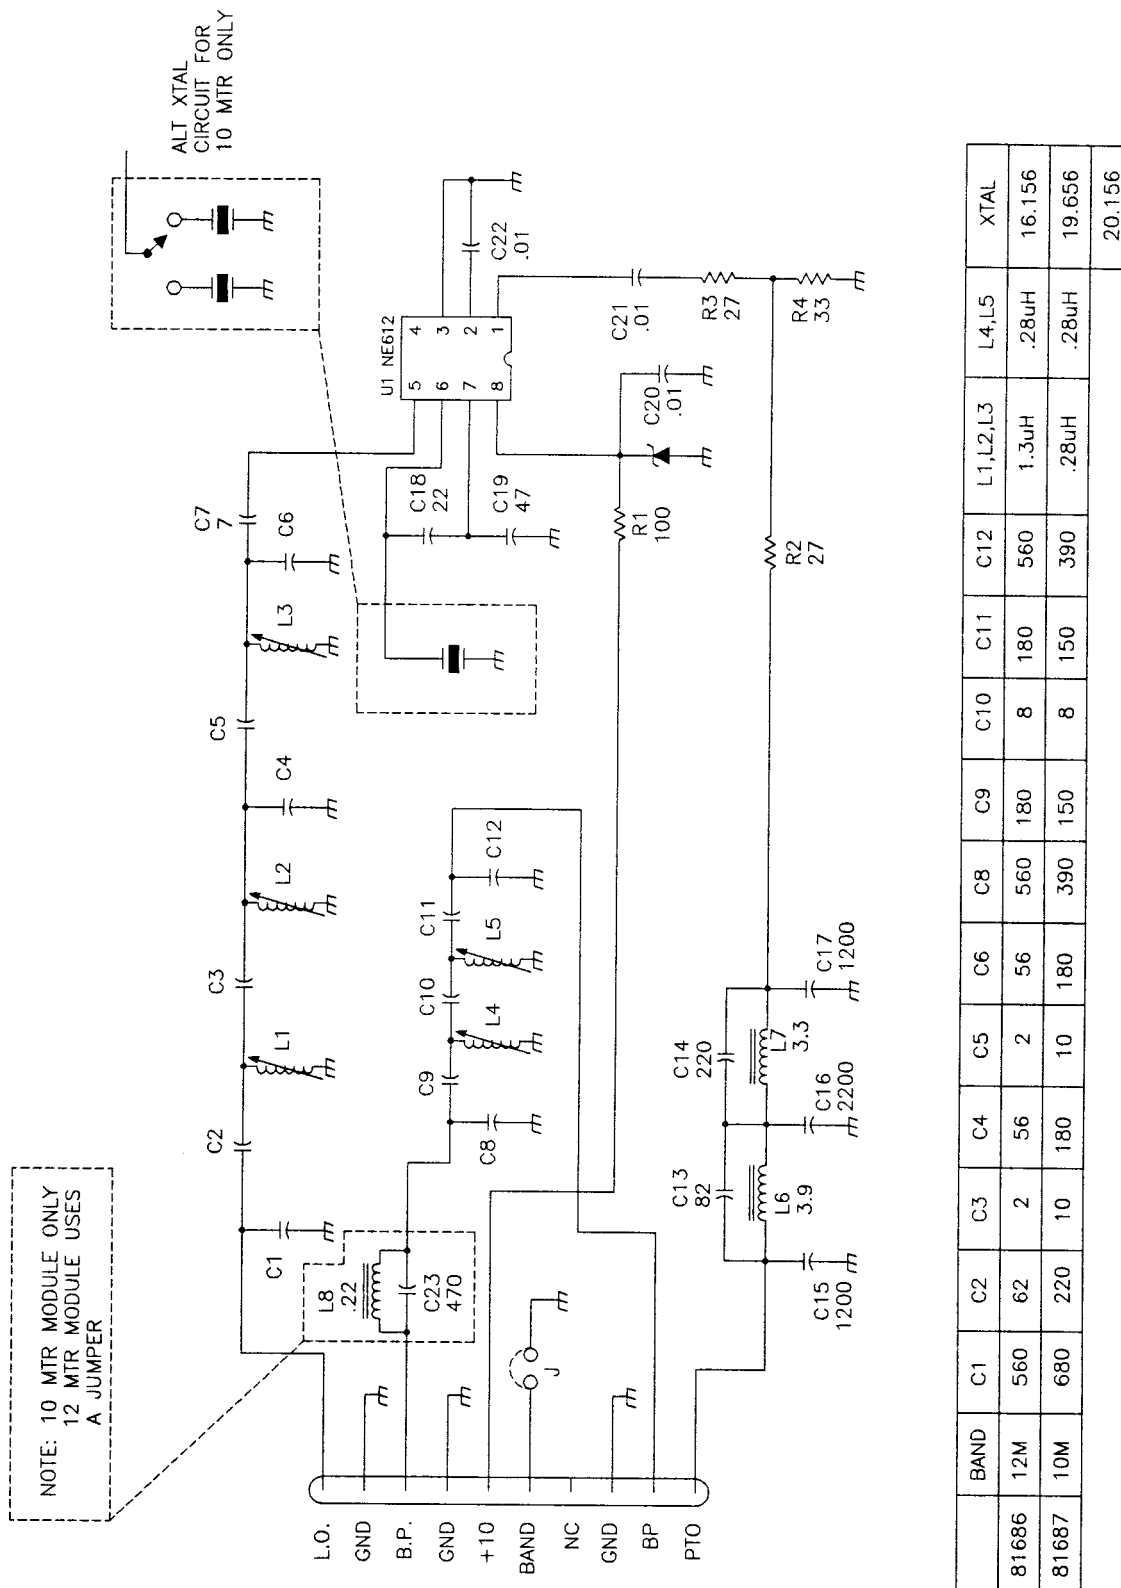 NOTE: 10 MTR MODULE ONLY
12 MTR MODULE USES
A JUMPER
ALT XTAL
CIRCUIT FOR
10 MTR ONLY
L.O.
GND
B.P.
GND
+10
BAND
NC
GND
BP
PTO
C1
C2
L1
C3
L2
C4
C5
L3
C6
C7
7
L8
.22
C23
470
C8
C9
L4
C10
L5
C11
C12
C18
22
C19
47
U1 NE612
5
6
7
8
4
3
2
1
C22
.01
C21
.01
R3
27
R4
33
C20
.01
R1
100
R2
27
J
C15
1200
C13
82
L6
3.9
C16
2200
C14
220
L7
3.3
C17
1200
BAND C1 C2 C3 C4 C5 C6 C8 C9 C10 C11 C12 L1,L2,L3 L4,L5 XTAL
81686 12M 560 62 2 56 2 56 560 180 8 180 560 1.3uH .28uH 16.156
81687 10M 680 220 10 180 10 180 390 150 8 150 390 .28uH .28uH 19.656
20.156